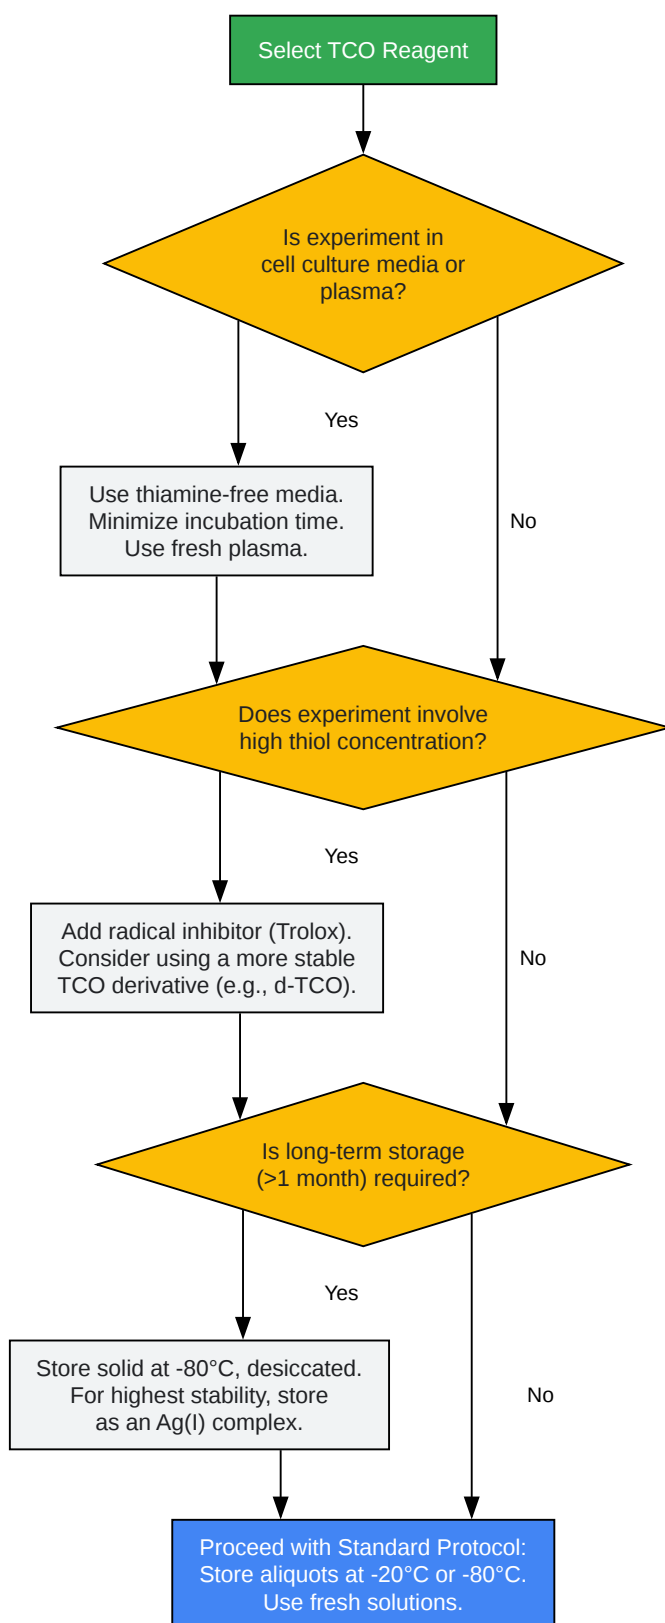 Select TCO Reagent
Is experiment in
cell culture media or
plasma?
Yes
Use thiamine-free media.
Minimize incubation time.
Use fresh plasma.
No
Does experiment involve
high thiol concentration?
Yes
Add radical inhibitor (Trolox).
Consider using a more stable
TCO derivative (e.g., d-TCO).
No
Is long-term storage
(>1 month) required?
Yes
Store solid at -80°C, desiccated.
For highest stability, store
as an Ag(I) complex.
No
Proceed with Standard Protocol:
Store aliquots at -20°C or -80°C.
Use fresh solutions.